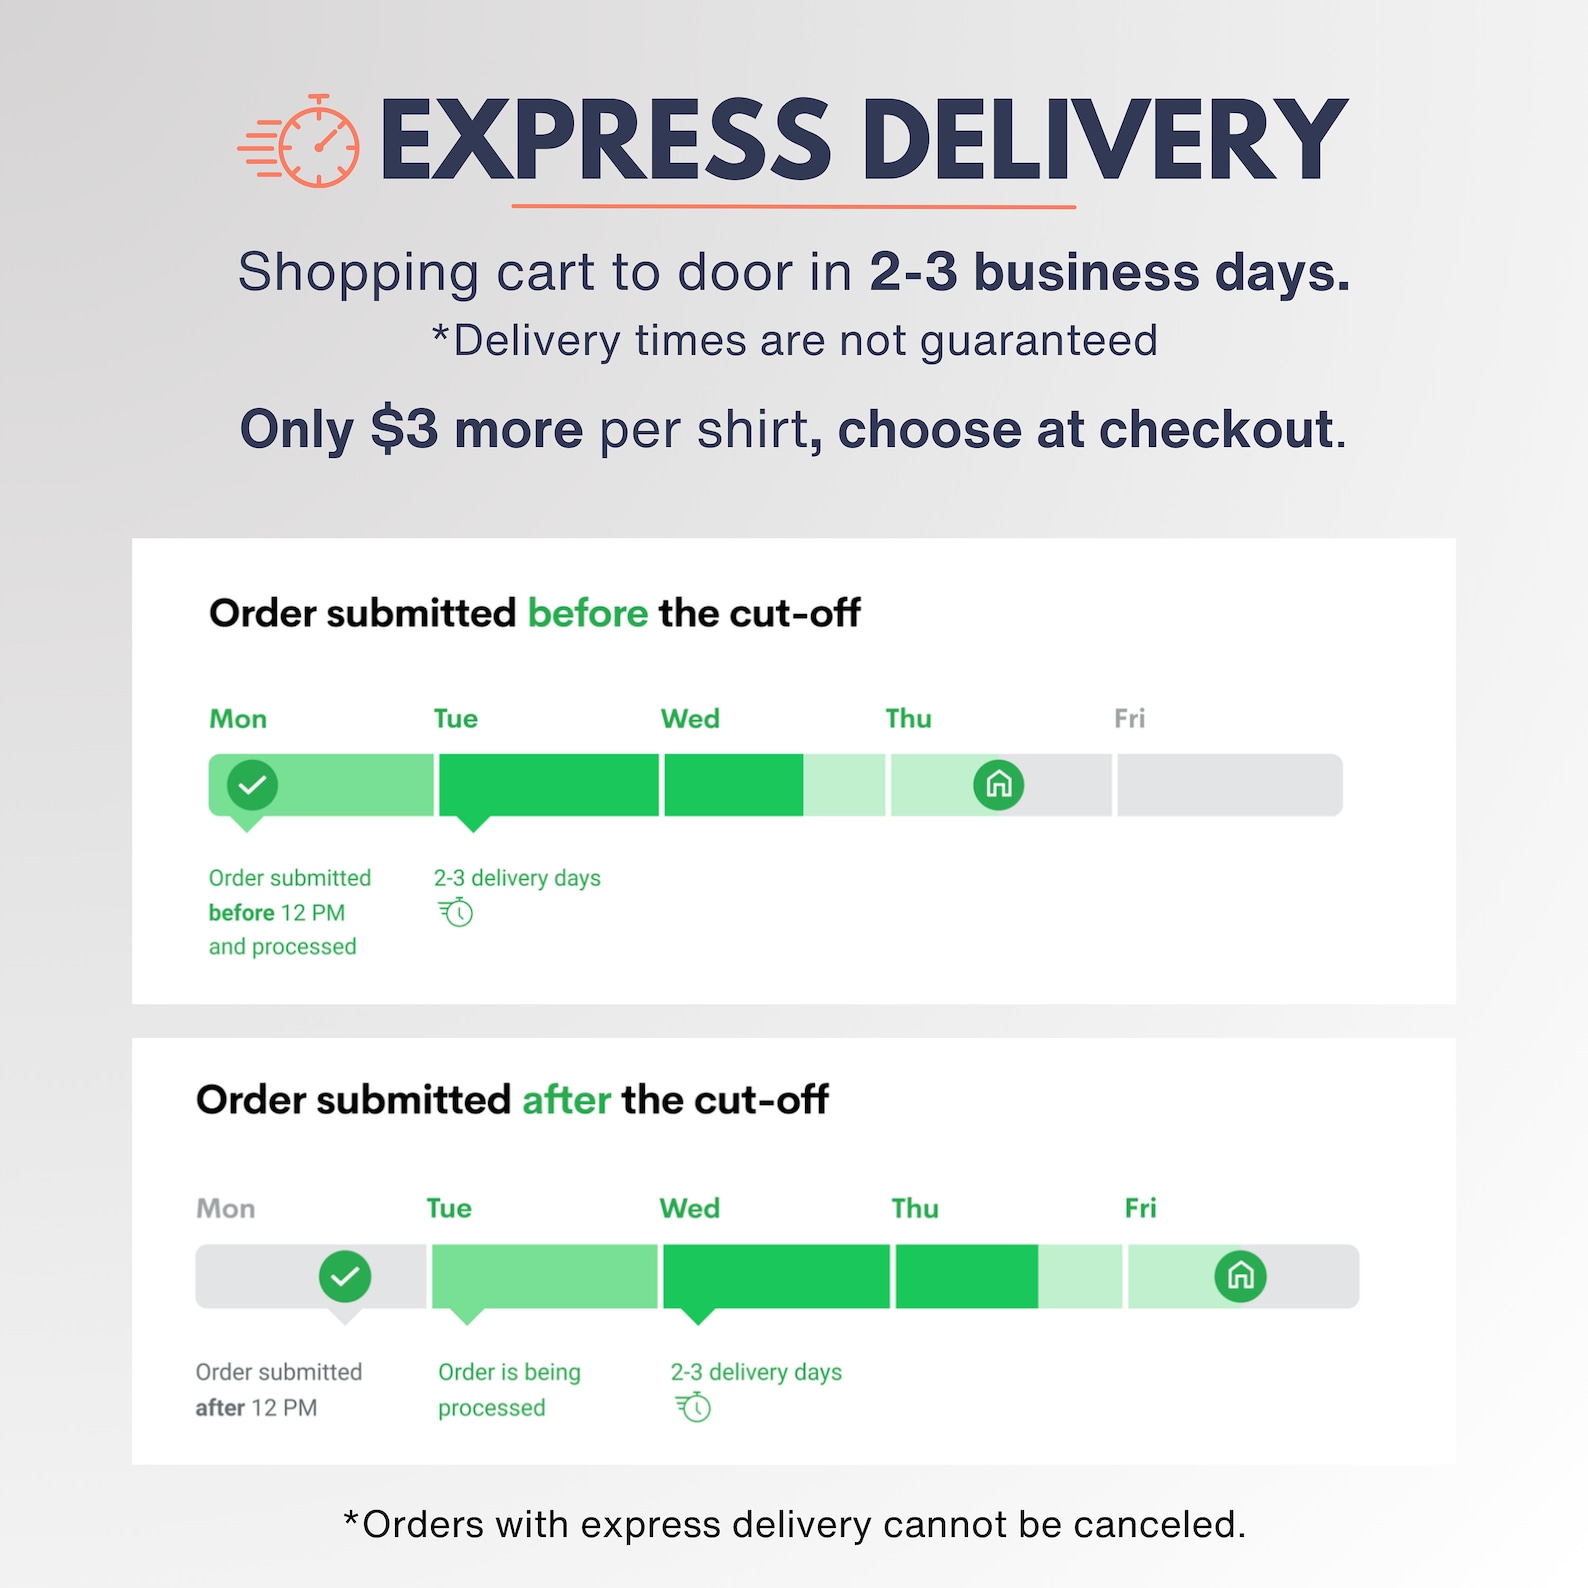 EXPRESS DELIVERY
Shopping cart to door in 2-3 business days.
*Delivery times are not guaranteed
Only $3 more per shirt, choose at checkout.
Order submitted before the cut-off
Mon Tue Wed Thu Fri
Order submitted
before 12 PM
and processed
2-3 delivery days
Order submitted after the cut-off
Mon Tue Wed Thu Fri
Order submitted
after 12 PM
Order is being
processed
2-3 delivery days
*Orders with express delivery cannot be canceled.